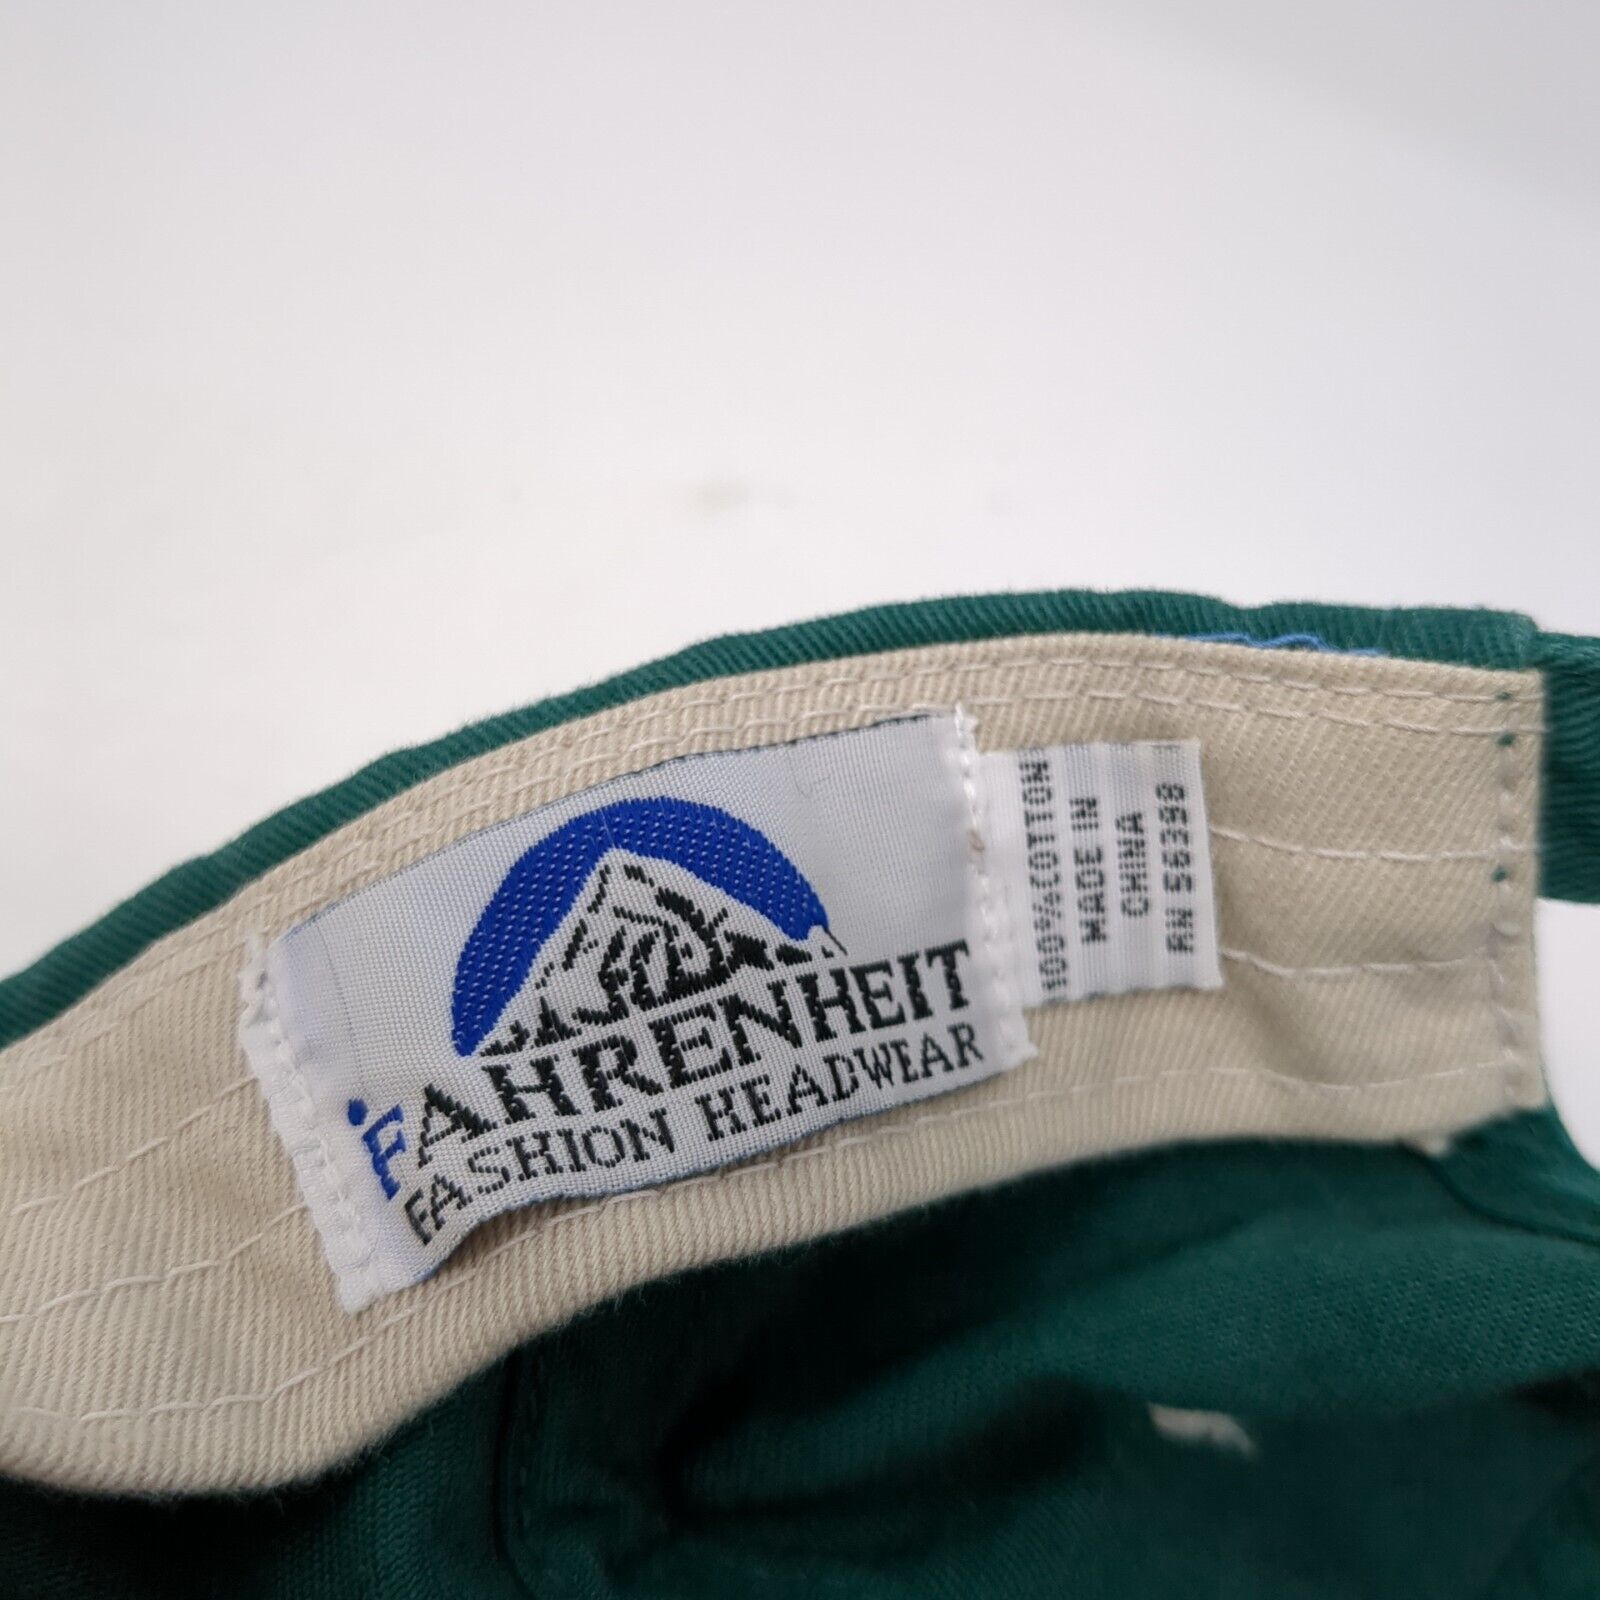 °FAHRENHEIT
FASHION HEADWEAR
100%COTTON
MADE IN
CHINA
RN 56398